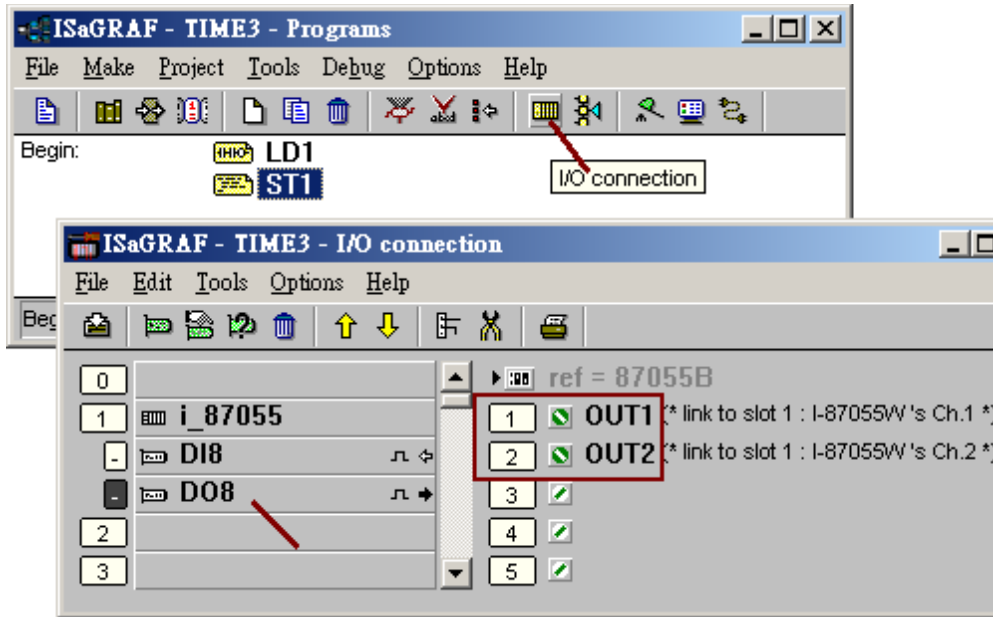 ISaGRAF - TIME3 - Programs
File Make Project Tools Debug Options Help
Begin: LD1
ST1
I/O connection
ISaGRAF - TIME3 - I/O connection
File Edit Tools Options Help
Beg
0
1 i_87055
- DI8
- DO8
2
3
ref = 87055B
1 OUT1 (* link to slot 1 : I-87055W 's Ch.1 *)
2 OUT2 (* link to slot 1 : I-87055W 's Ch.2 *)
3
4
5